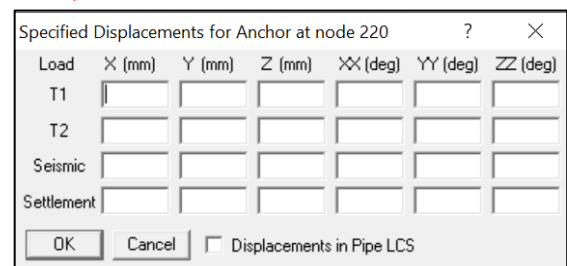 Specified Displacements for Anchor at node 220 ? ×
Load X (mm) Y (mm) Z (mm) XX (deg) YY (deg) ZZ (deg)
T1
T2
Seismic
Settlement
OK Cancel Displacements in Pipe LCS